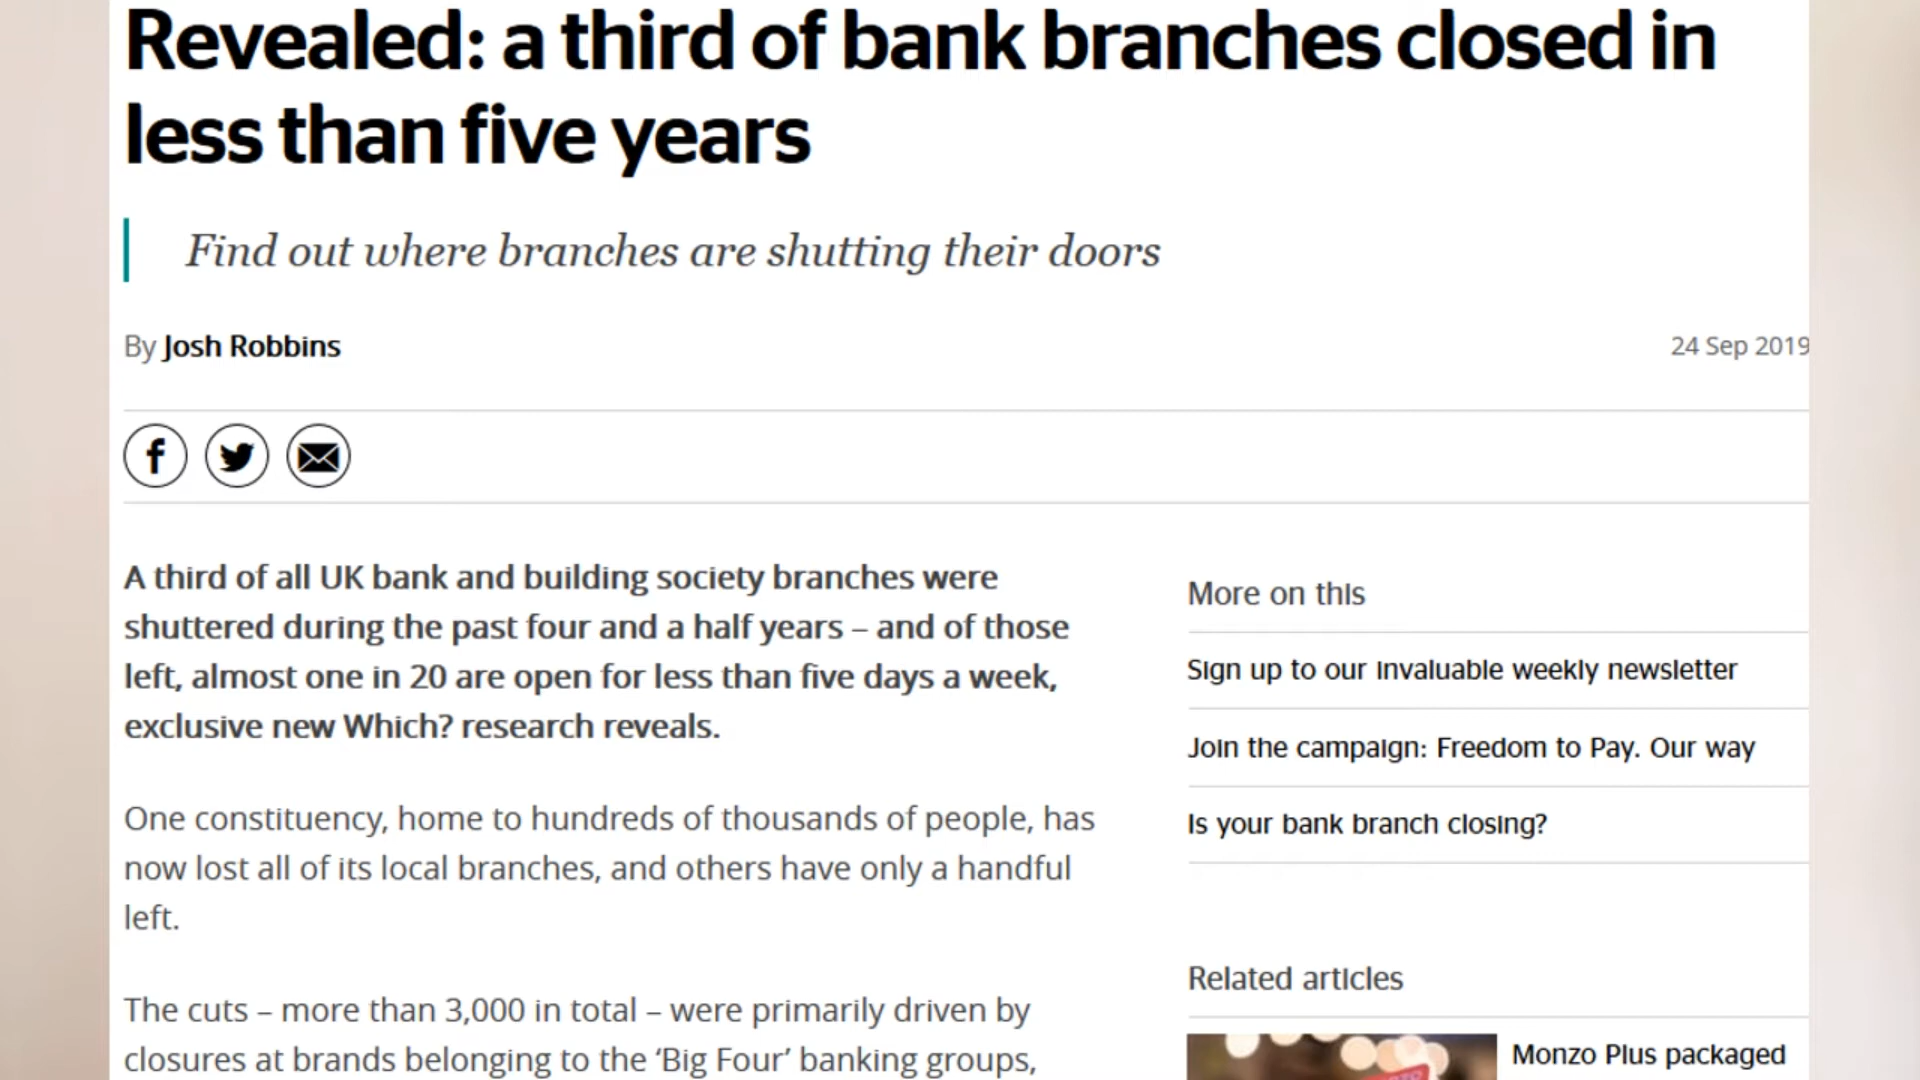 Revealed: a third of bank branches closed in
less than five years
Find out where branches are shutting their doors
By Josh Robbins
24 Sep 2019
A third of all UK bank and building society branches were
shuttered during the past four and a half years – and of those
left, almost one in 20 are open for less than five days a week,
exclusive new Which? research reveals.
One constituency, home to hundreds of thousands of people, has
now lost all of its local branches, and others have only a handful
left.
The cuts – more than 3,000 in total – were primarily driven by
closures at brands belonging to the ‘Big Four’ banking groups,
More on this
Sign up to our invaluable weekly newsletter
Join the campaign: Freedom to Pay. Our way
Is your bank branch closing?
Related articles
Monzo Plus packaged